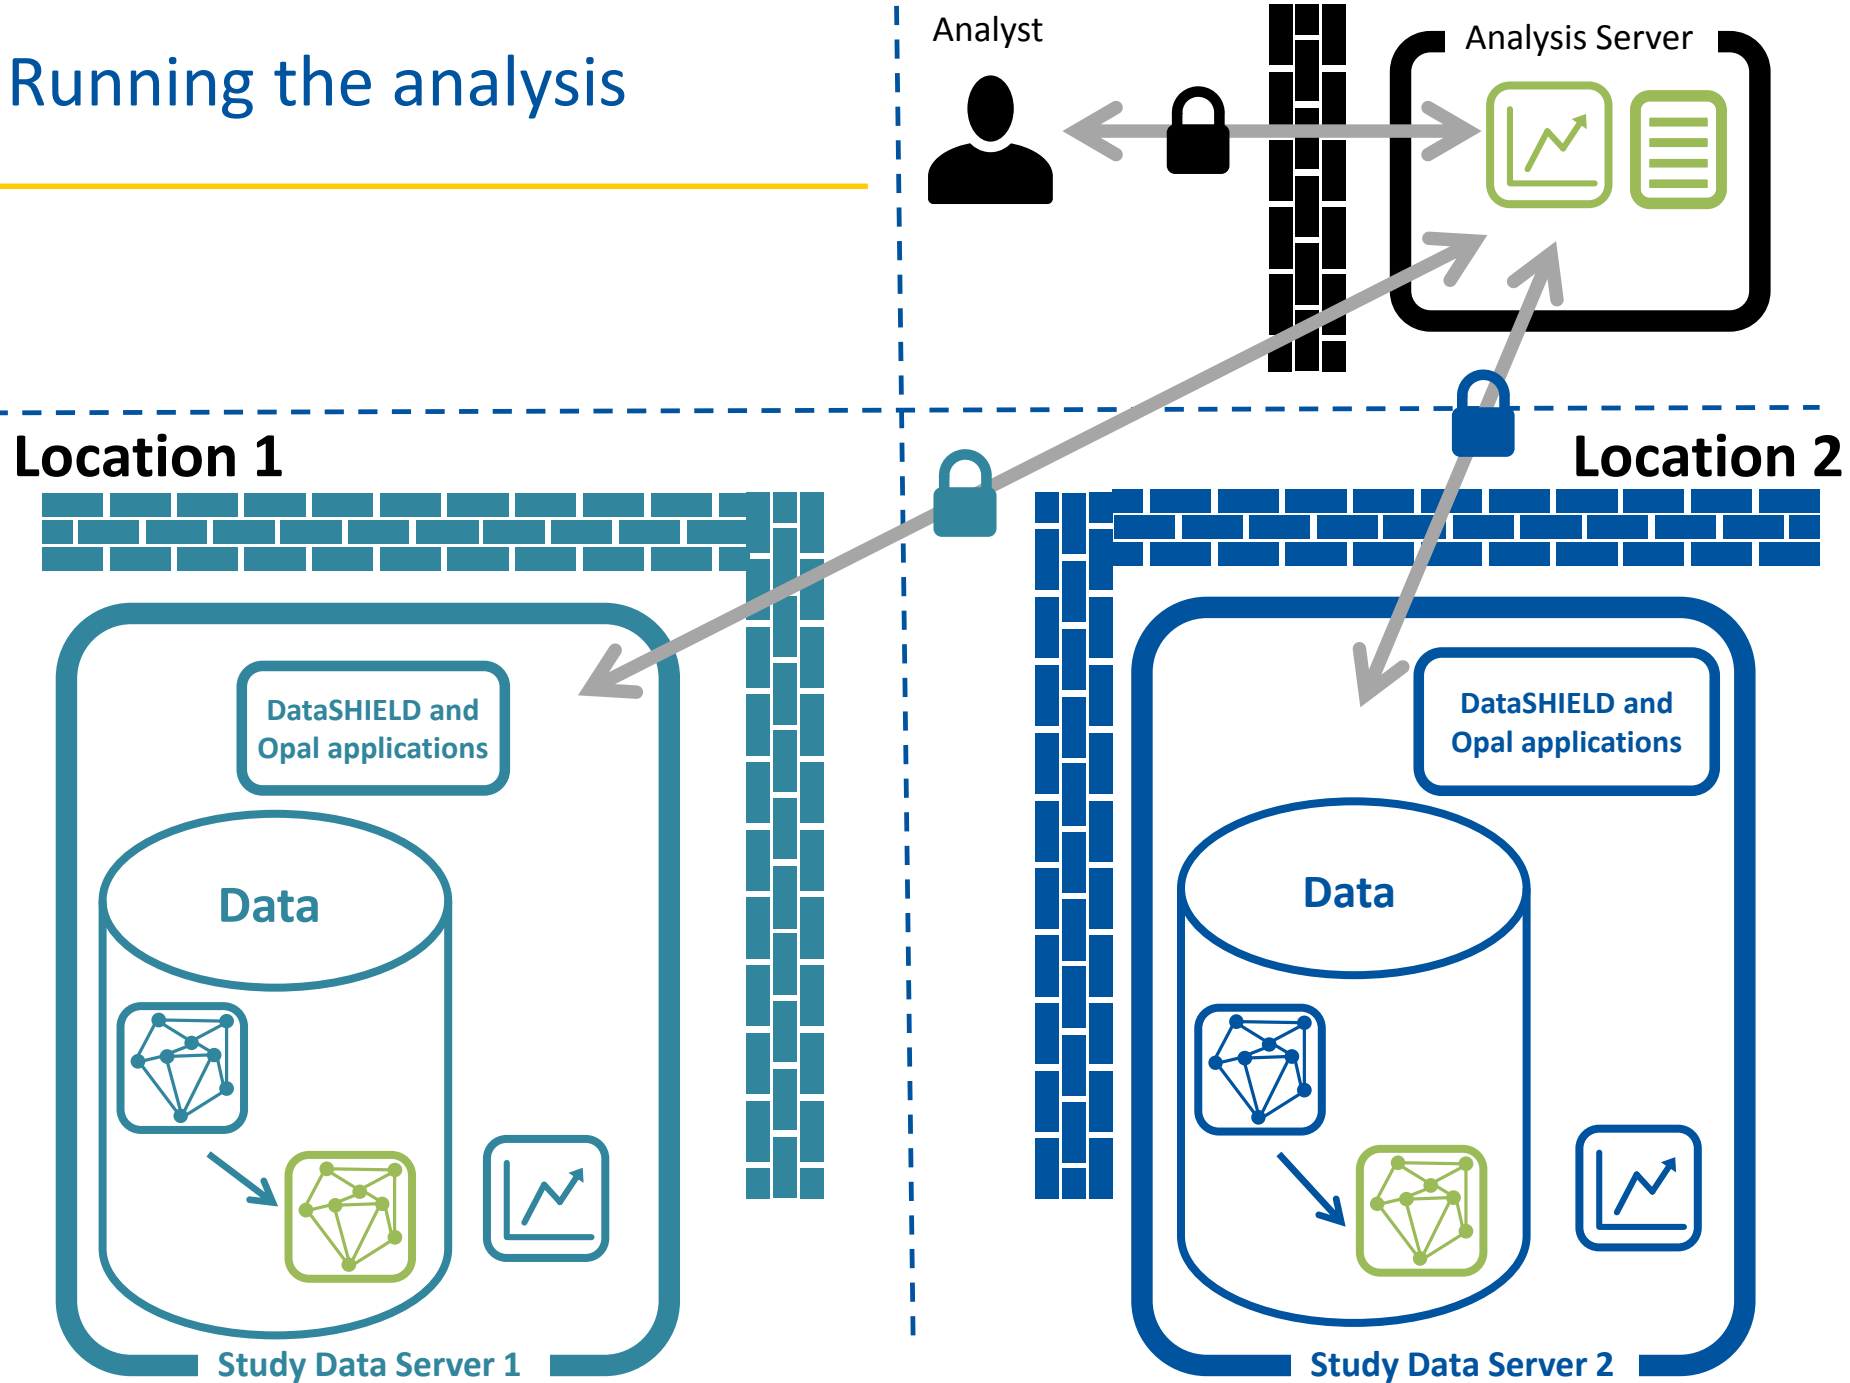 Running the analysis
Analyst
Analysis Server
Location 1
Location 2
DataSHIELD and
Opal applications
Data
Study Data Server 1
DataSHIELD and
Opal applications
Data
Study Data Server 2